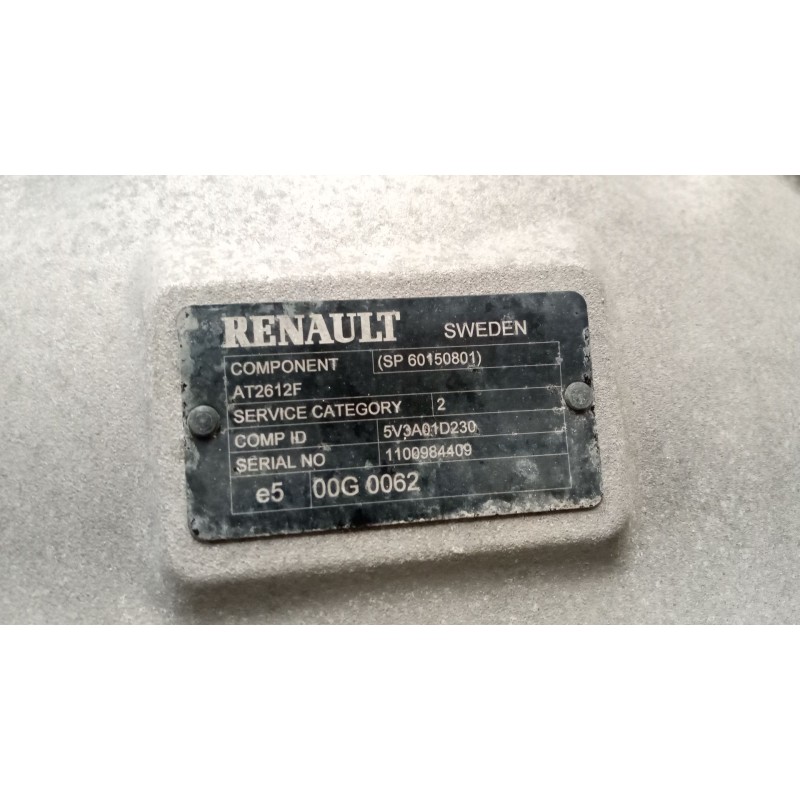 RENAULT SWEDEN
COMPONENT (SP 60150801)
AT2612F
SERVICE CATEGORY 2
COMP ID 5V3A01D230
SERIAL NO 1100984409
e5 00G 0062